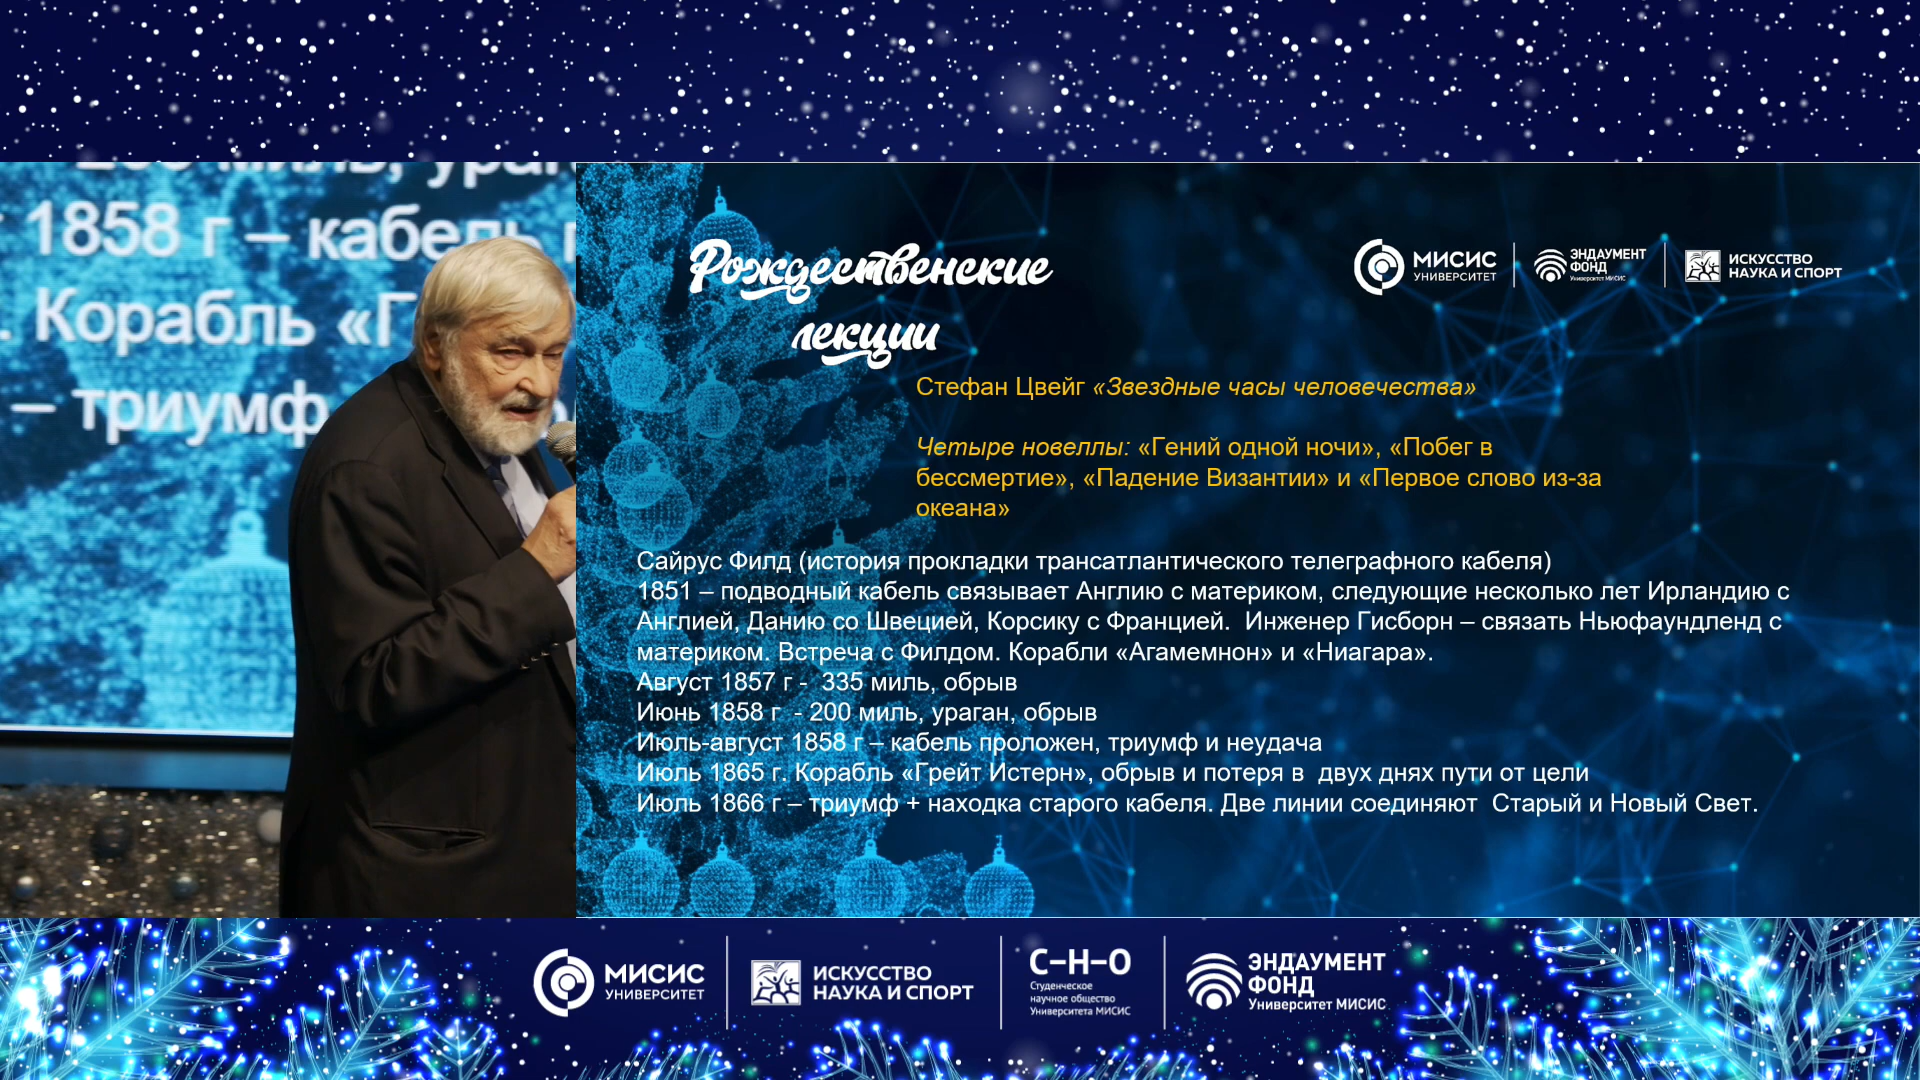 1858 г – кабель
Корабль «Г
– триумф
Рождественские
лекции
МИСИС
УНИВЕРСИТЕТ
ЭНДАУМЕНТ
ФОНД
Университет МИСИС
ИСКУССТВО
НАУКА И СПОРТ
Стефан Цвейг «Звездные часы человечества»
Четыре новеллы: «Гений одной ночи», «Побег в
бессмертие», «Падение Византии» и «Первое слово из-за
океана»
Сайрус Филд (история прокладки трансатлантического телеграфного кабеля)
1851 – подводный кабель связывает Англию с материком, следующие несколько лет Ирландию с
Англией, Данию со Швецией, Корсику с Францией.  Инженер Гисборн – связать Ньюфаундленд с
материком. Встреча с Филдом. Корабли «Агамемнон» и «Ниагара».
Август 1857 г -  335 миль, обрыв
Июнь 1858 г  - 200 миль, ураган, обрыв
Июль-август 1858 г – кабель проложен, триумф и неудача
Июль 1865 г. Корабль «Грейт Истерн», обрыв и потеря в  двух днях пути от цели
Июль 1866 г – триумф + находка старого кабеля. Две линии соединяют  Старый и Новый Свет.
МИСИС
УНИВЕРСИТЕТ
ИСКУССТВО
НАУКА И СПОРТ
С–Н–О
Студенческое
научное общество
Университета МИСИС
ЭНДАУМЕНТ
ФОНД
Университет МИСИС